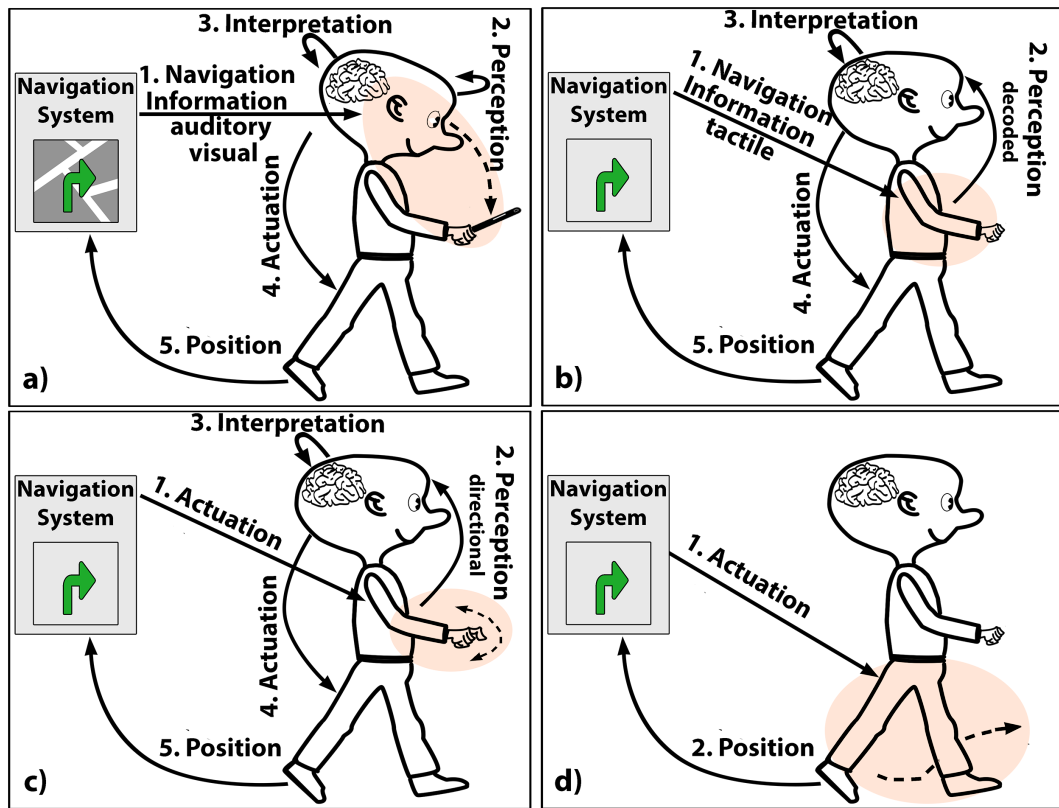 3. Interpretation
2. Perception
Navigation
System
1. Navigation
Information
auditory
visual
4. Actuation
5. Position
a)
3. Interpretation
2. Perception
decoded
Navigation
System
1. Navigation
Information
tactile
4. Actuation
5. Position
b)
3. Interpretation
2. Perception
directional
Navigation
System
1. Actuation
4. Actuation
5. Position
c)
Navigation
System
1. Actuation
2. Position
d)